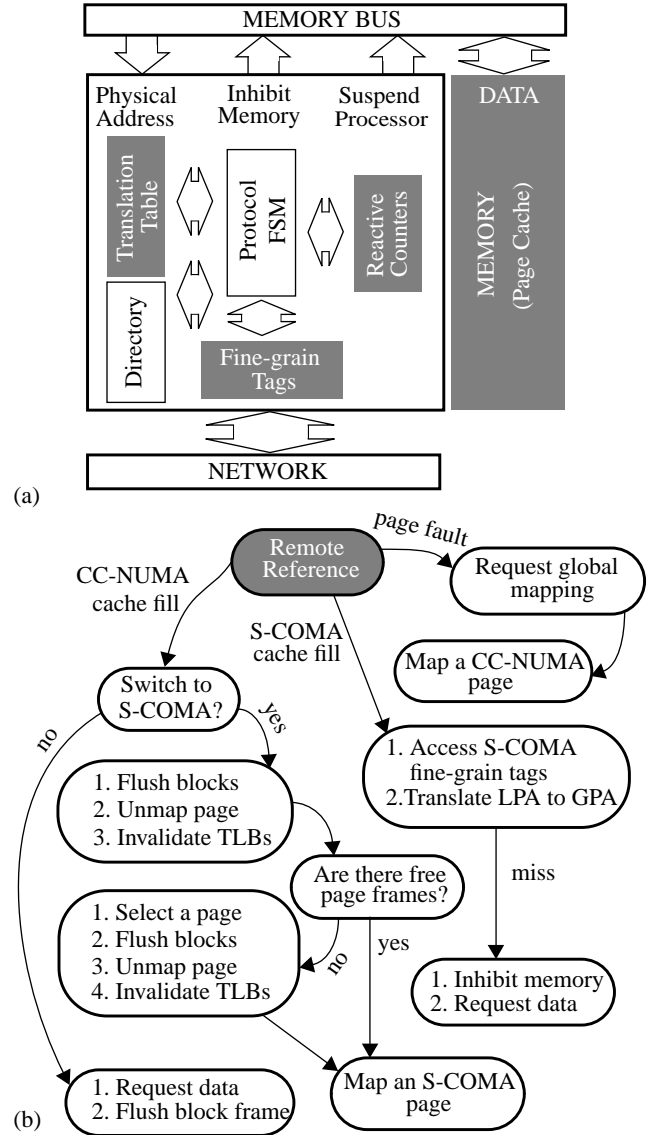 MEMORY BUS
Physical
Address
Inhibit
Memory
Suspend
Processor
DATA
Translation
Table
Protocol
FSM
Reactive
Counters
MEMORY
(Page Cache)
Directory
Fine-grain
Tags
NETWORK
(a)
Remote
Reference
page fault
Request global
mapping
CC-NUMA
cache fill
S-COMA
cache fill
Map a CC-NUMA
page
Switch to
S-COMA?
no
yes
1. Access S-COMA
fine-grain tags
2.Translate LPA to GPA
1. Flush blocks
2. Unmap page
3. Invalidate TLBs
miss
Are there free
page frames?
1. Select a page
2. Flush blocks
3. Unmap page
4. Invalidate TLBs
no
yes
1. Inhibit memory
2. Request data
1. Request data
2. Flush block frame
Map an S-COMA
page
(b)